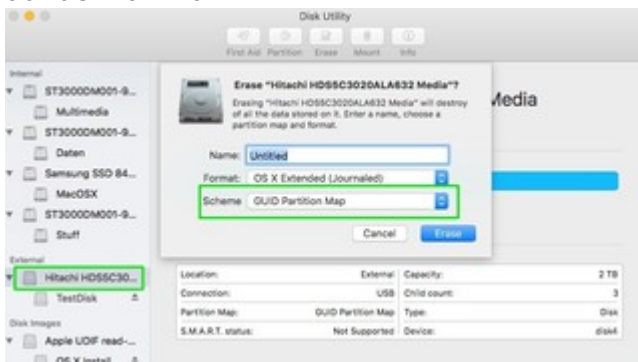 Disk Utility
First Aid Partition Erase Mount Info
Internal
ST3000DM001-9...
Multimedia
ST3000DM001-9...
Daten
Samsung SSD 84...
MacOSX
ST3000DM001-9...
Stuff
External
Hitachi HDS5C30...
TestDisk
Disk Images
Apple UDIF read-...
OS X Install
Media
Erase "Hitachi HDS5C3020ALA632 Media"?
Erasing "Hitachi HDS5C3020ALA632 Media" will destroy
of all the data stored on it. Enter a name, choose a
partition map and format.
Name: Untitled
Format: OS X Extended (Journaled)
Scheme GUID Partition Map
Cancel Erase
Location: External Capacity: 2 TB
Connection: USB Child count: 3
Partition Map: GUID Partition Map Type: Disk
S.M.A.R.T. status: Not Supported Device: disk4